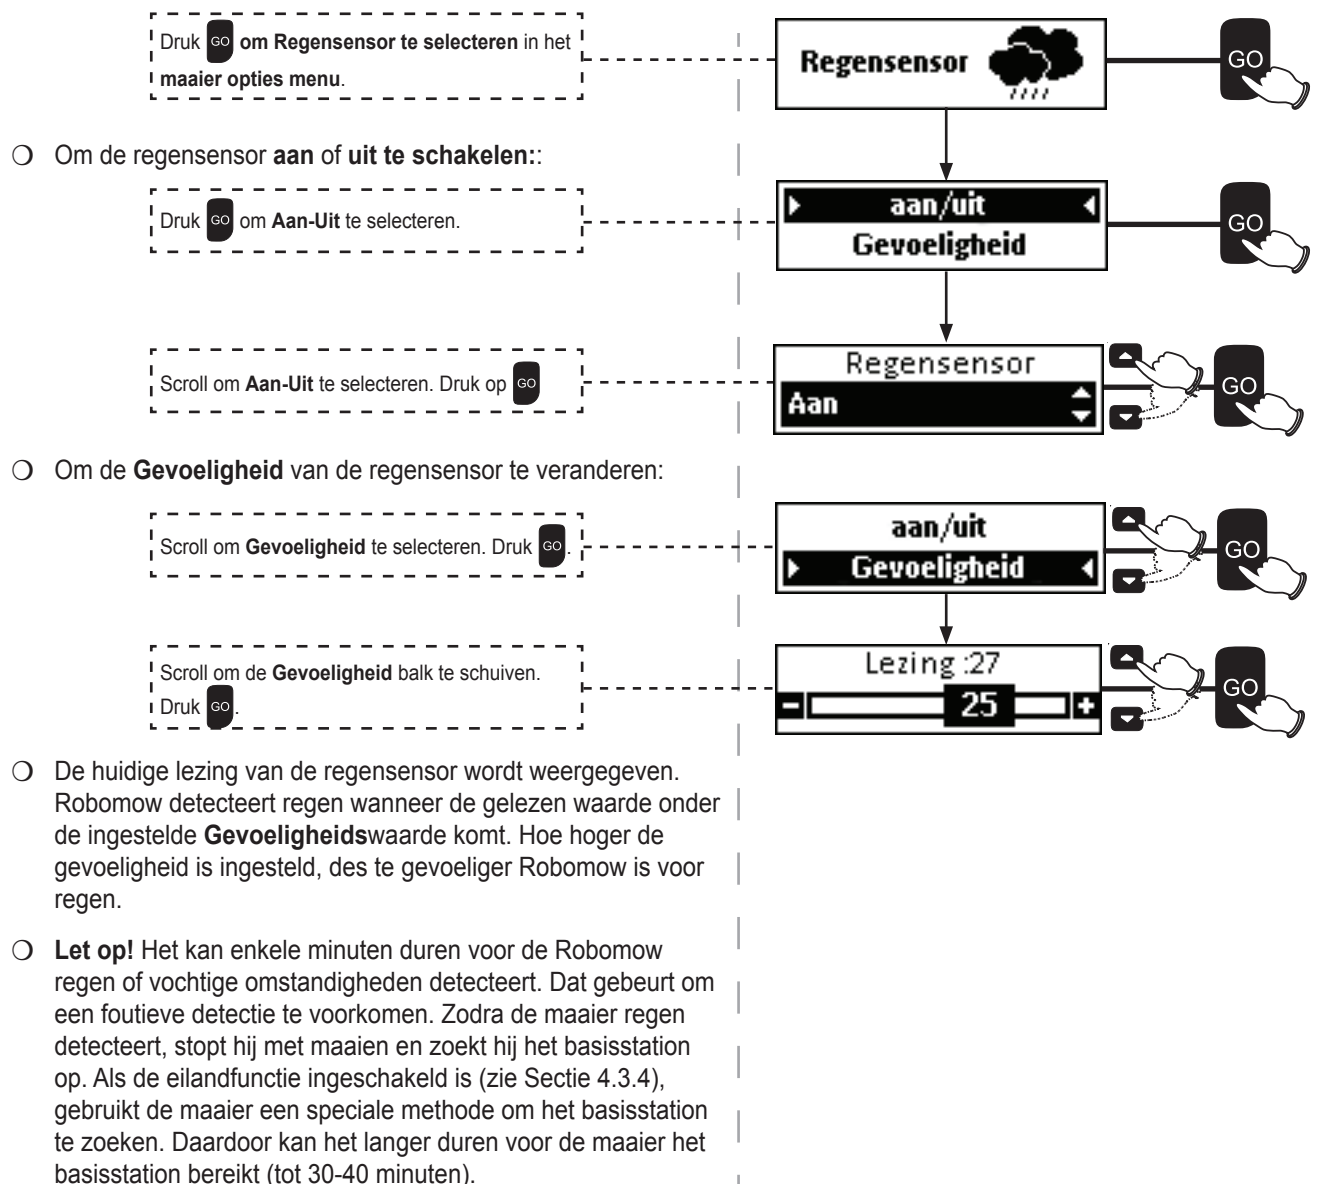 Druk GO om Regensensor te selecteren in het
maaier opties menu.
Regensensor
GO
Om de regensensor aan of uit te schakelen::
Druk GO om Aan-Uit te selecteren.
aan/uit
Gevoeligheid
GO
Scroll om Aan-Uit te selecteren. Druk op GO
Regensensor
Aan
GO
Om de Gevoeligheid van de regensensor te veranderen:
Scroll om Gevoeligheid te selecteren. Druk GO.
aan/uit
Gevoeligheid
GO
Scroll om de Gevoeligheid balk te schuiven.
Druk GO.
Lezing :27
- 25 +
GO
De huidige lezing van de regensensor wordt weergegeven.
Robomow detecteert regen wanneer de gelezen waarde onder
de ingestelde Gevoeligheidswaarde komt. Hoe hoger de
gevoeligheid is ingesteld, des te gevoeliger Robomow is voor
regen.
Let op! Het kan enkele minuten duren voor de Robomow
regen of vochtige omstandigheden detecteert. Dat gebeurt om
een foutieve detectie te voorkomen. Zodra de maaier regen
detecteert, stopt hij met maaien en zoekt hij het basisstation
op. Als de eilandfunctie ingeschakeld is (zie Sectie 4.3.4),
gebruikt de maaier een speciale methode om het basisstation
te zoeken. Daardoor kan het langer duren voor de maaier het
basisstation bereikt (tot 30-40 minuten).